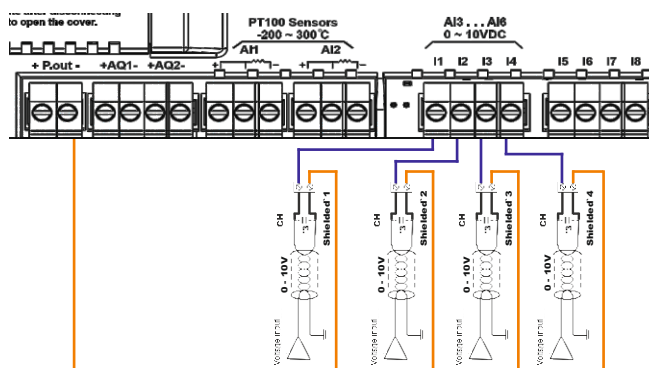 to open the cover.
PT100 Sensors
-200 ~ 300℃
AI1 AI2
AI3 . . . AI6
0 ~ 10VDC
+ P.out - +AQ1- +AQ2- + - + - I1 I2 I3 I4 I5 I6 I7 I8
CH Shielded*1
0 - 10V
CH Shielded*2
0 - 10V
CH Shielded*3
0 - 10V
CH Shielded*4
0 - 10V